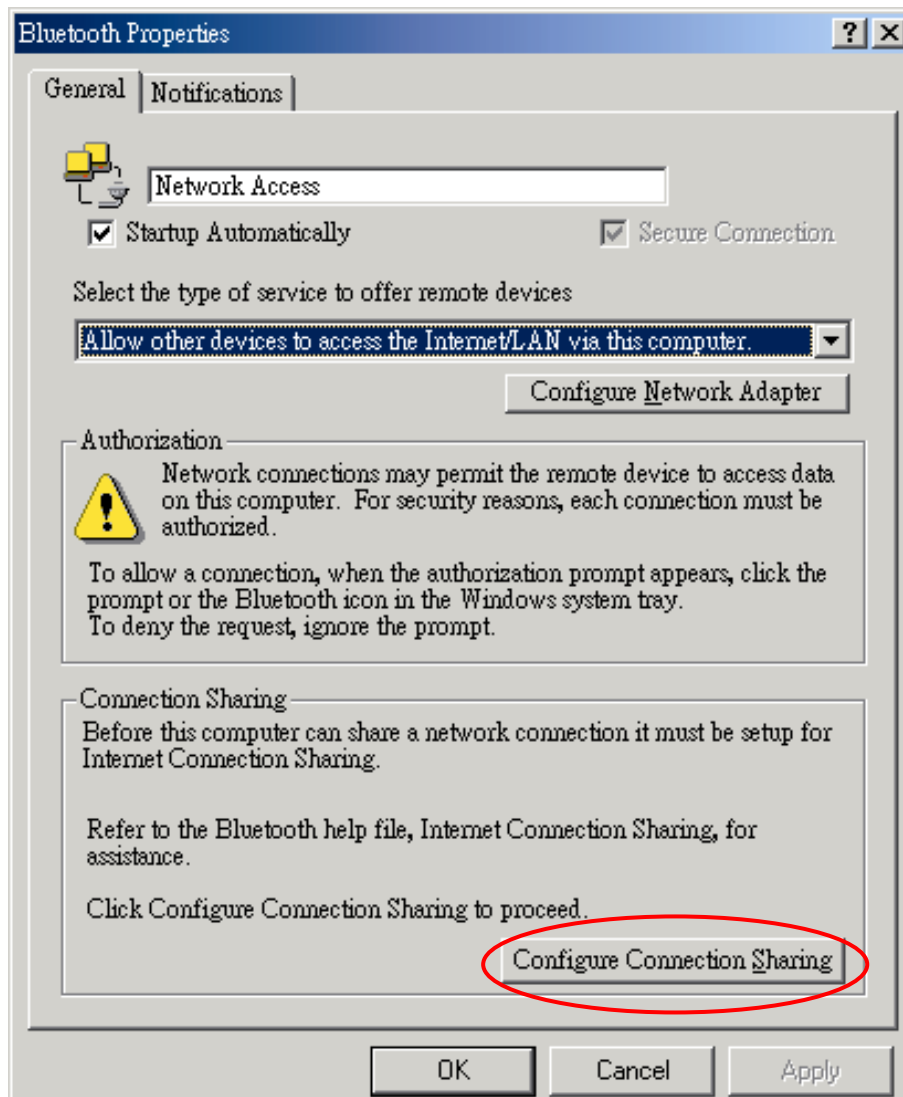 Bluetooth Properties
General
Notifications
Network Access
Startup Automatically
Secure Connection
Select the type of service to offer remote devices
Allow other devices to access the Internet/LAN via this computer.
Configure Network Adapter
Authorization
Network connections may permit the remote device to access data
on this computer.  For security reasons, each connection must be
authorized.
To allow a connection, when the authorization prompt appears, click the
prompt or the Bluetooth icon in the Windows system tray.
To deny the request, ignore the prompt.
Connection Sharing
Before this computer can share a network connection it must be setup for
Internet Connection Sharing.
Refer to the Bluetooth help file, Internet Connection Sharing, for
assistance.
Click Configure Connection Sharing to proceed.
Configure Connection Sharing
OK
Cancel
Apply